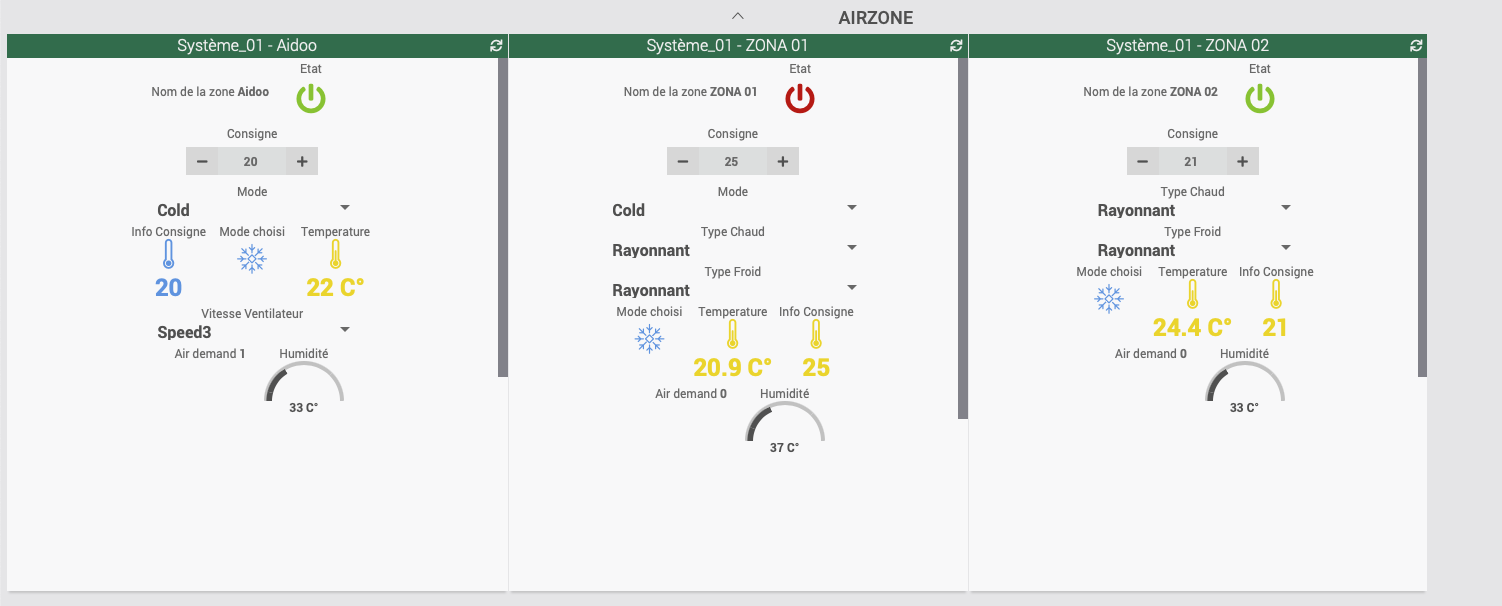 AIRZONE
Système_01 - Aidoo
Etat
Nom de la zone Aidoo
Consigne
− 20 +
Mode
Cold
Info Consigne Mode choisi Temperature
20 22 C°
Vitesse Ventilateur
Speed3
Air demand 1 Humidité
33 C°
Système_01 - ZONA 01
Etat
Nom de la zone ZONA 01
Consigne
− 25 +
Mode
Cold
Type Chaud
Rayonnant
Type Froid
Rayonnant
Mode choisi Temperature Info Consigne
20.9 C° 25
Air demand 0 Humidité
37 C°
Système_01 - ZONA 02
Etat
Nom de la zone ZONA 02
Consigne
− 21 +
Type Chaud
Rayonnant
Type Froid
Rayonnant
Mode choisi Temperature Info Consigne
24.4 C° 21
Air demand 0 Humidité
33 C°